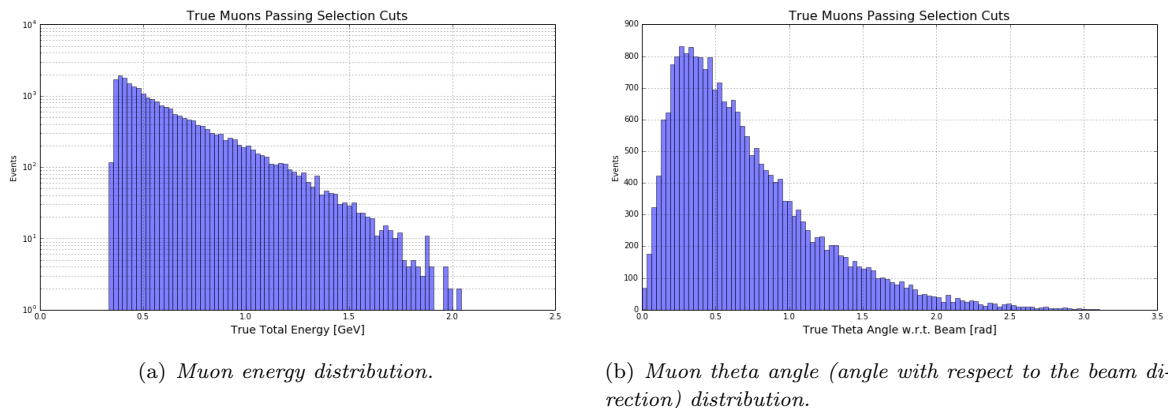 True Muons Passing Selection Cuts
10^4
10^3
10^2
10^1
10^0
Events
0.0 0.5 1.0 1.5 2.0 2.5
True Total Energy [GeV]
(a) Muon energy distribution.
True Muons Passing Selection Cuts
900
800
700
600
500
400
300
200
100
0
Events
0.0 0.5 1.0 1.5 2.0 2.5 3.0 3.5
True Theta Angle w.r.t. Beam [rad]
(b) Muon theta angle (angle with respect to the beam di-
rection) distribution.